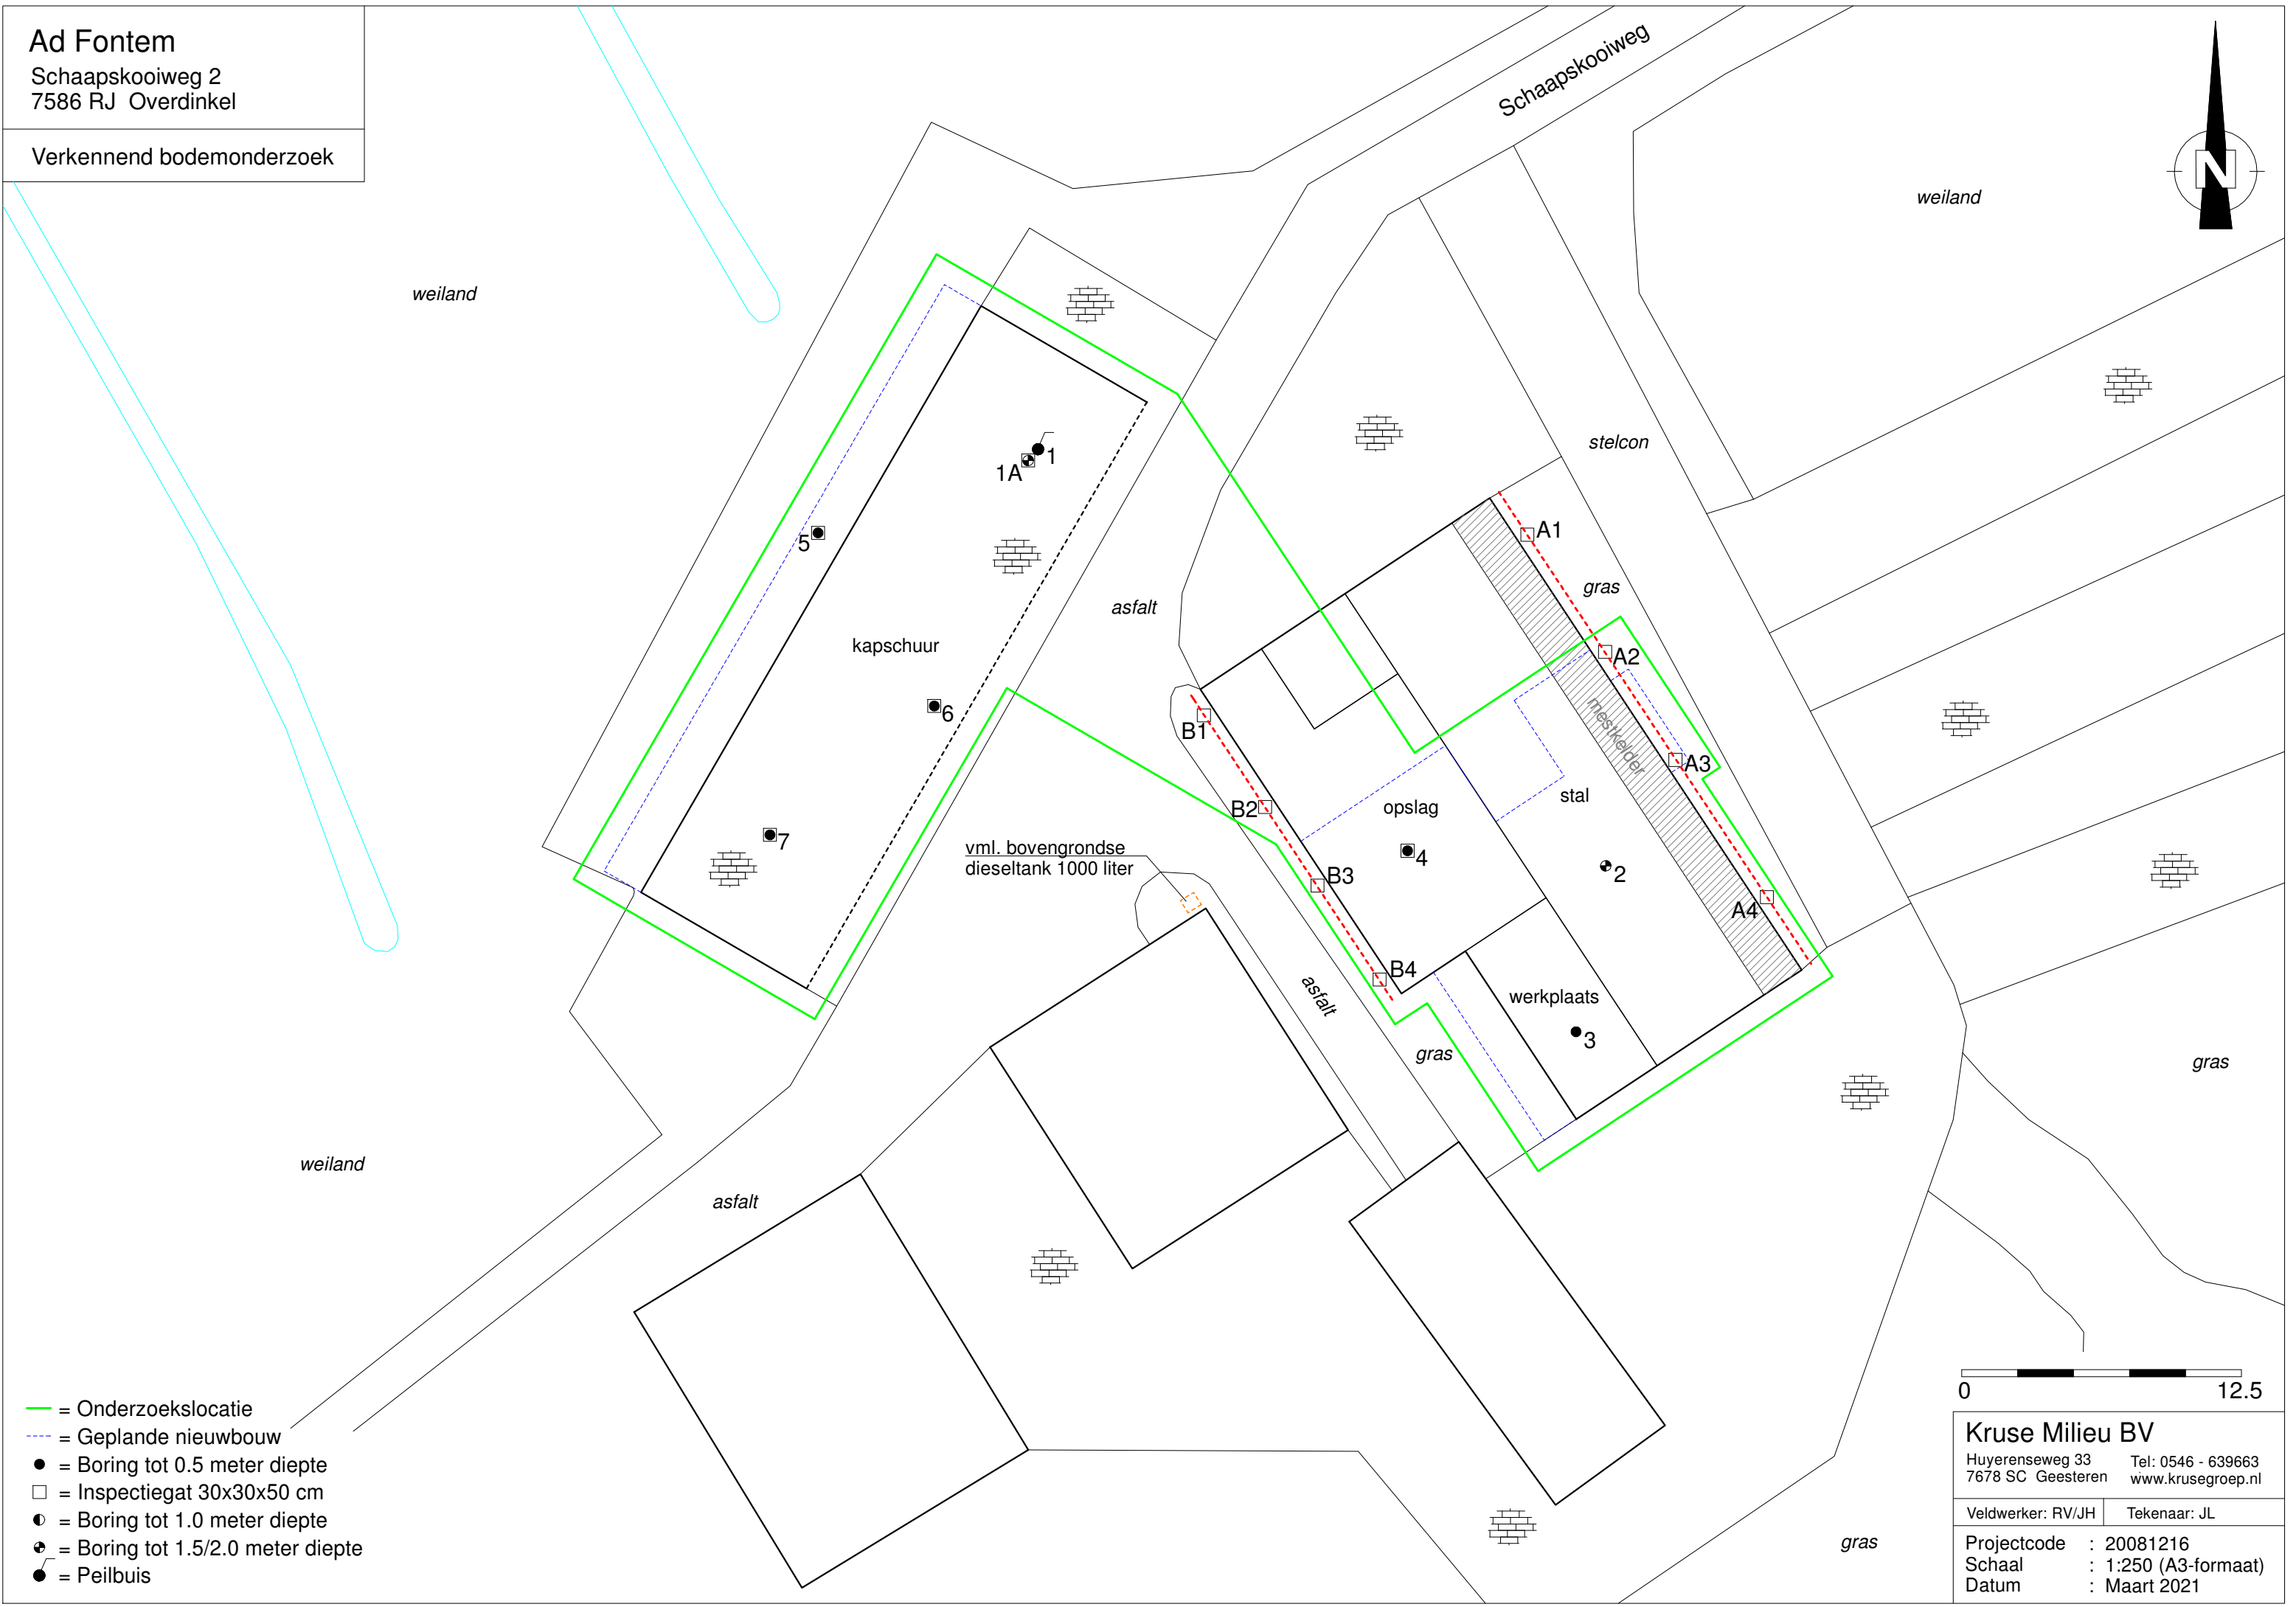 Ad Fontem
Schaapskooiweg 2
7586 RJ Overdinkel
Verkennend bodemonderzoek
Schaapskooiweg
N
weiland
weiland
stelcon
1
1A
A1
5
gras
asfalt
kapschuur
A2
6
B1
mestkelder
A3
stal
opslag
B2
7
vml. bovengrondse
dieseltank 1000 liter
4
2
B3
A4
B4
asfalt
werkplaats
3
gras
gras
weiland
asfalt
0
12.5
= Onderzoekslocatie
= Geplande nieuwbouw
= Boring tot 0.5 meter diepte
= Inspectiegat 30x30x50 cm
= Boring tot 1.0 meter diepte
= Boring tot 1.5/2.0 meter diepte
= Peilbuis
gras
Kruse Milieu BV
Huyerenseweg 33 Tel: 0546 - 639663
7678 SC Geesteren www.krusegroep.nl
Veldwerker: RV/JH Tekenaar: JL
Projectcode : 20081216
Schaal : 1:250 (A3-formaat)
Datum : Maart 2021